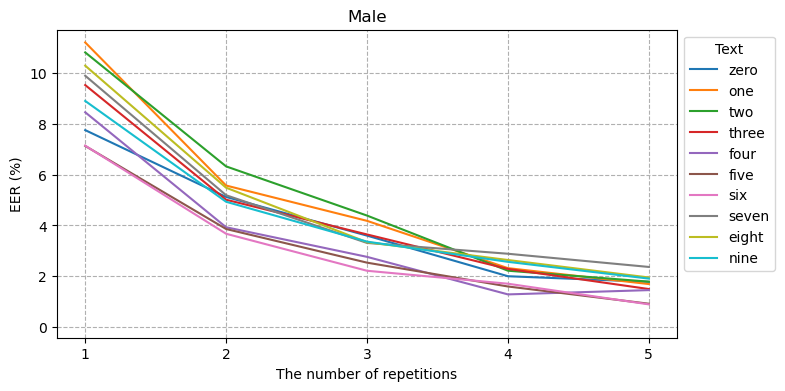 Male
EER (%)
10
8
6
4
2
0
1 2 3 4 5
The number of repetitions
Text
zero
one
two
three
four
five
six
seven
eight
nine